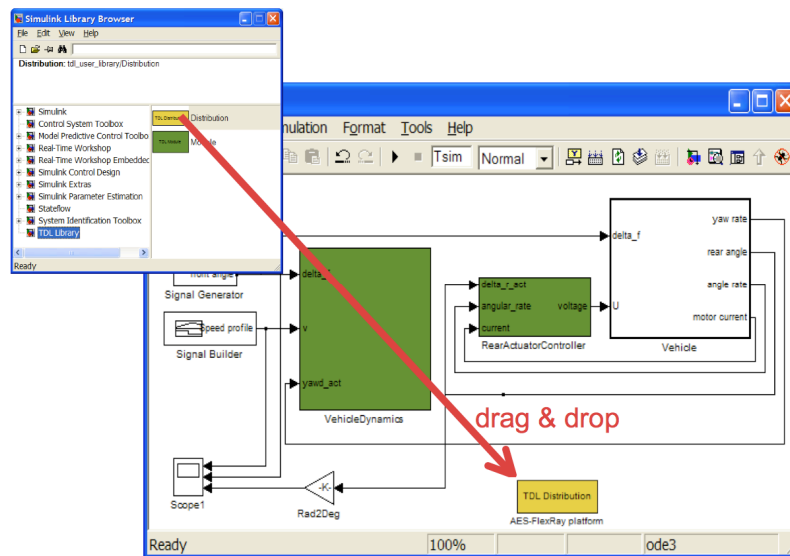 Simulink Library Browser
File Edit View Help
Distribution: tdl_user_library/Distribution
Simulink
Control System Toolbox
Model Predictive Control Toolbo
Real-Time Workshop
Real-Time Workshop Embedded
Simulink Control Design
Simulink Extras
Simulink Parameter Estimation
Stateflow
System Identification Toolbox
TDL Library
Distribution
Ready
nulation Format Tools Help
Tsim Normal
delta_f
yaw rate
rear angle
angle rate
motor current
U
Vehicle
front angle
Signal Generator
Speed profile
Signal Builder
v
yawd_act
VehicleDynamics
delta_r_act
angular_rate voltage
current
RearActuatorController
drag & drop
Scope1
-K-
Rad2Deg
TDL Distribution
AES-FlexRay platform
Ready 100% ode3